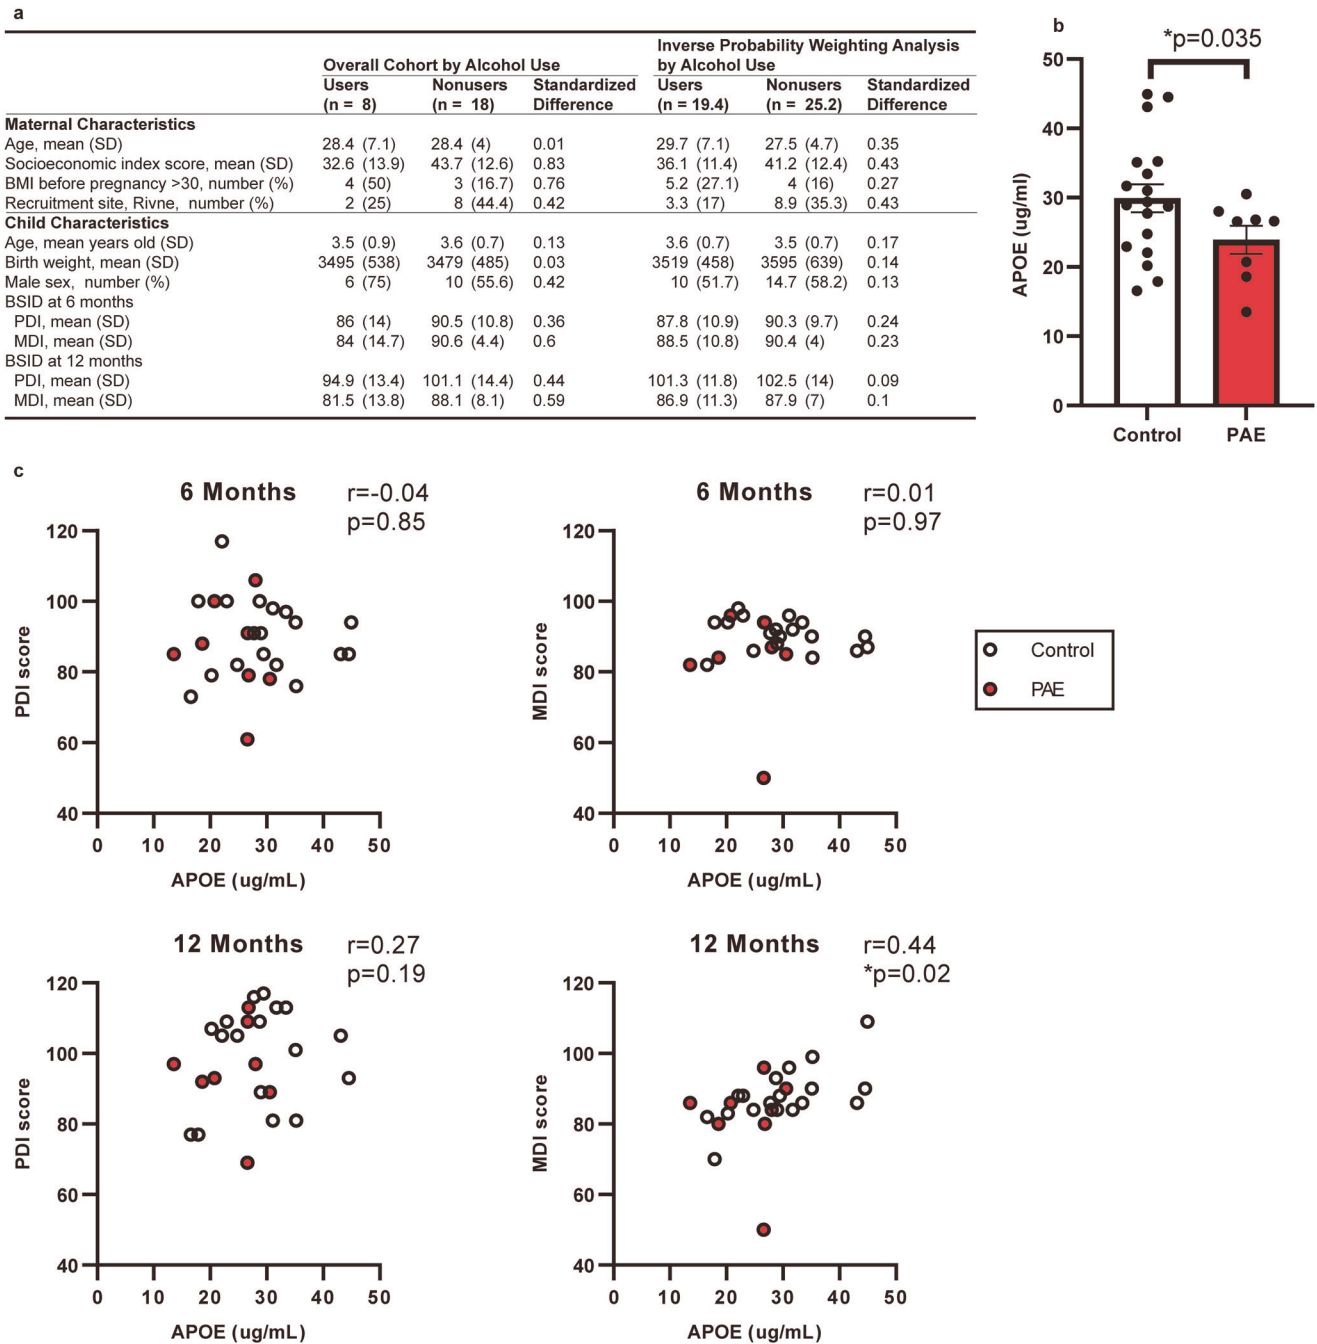 a
Overall Cohort by Alcohol Use
Inverse Probability Weighting Analysis
by Alcohol Use
Users Nonusers Standardized Users Nonusers Standardized
(n = 8) (n = 18) Difference (n = 19.4) (n = 25.2) Difference
Maternal Characteristics
Age, mean (SD) 28.4 (7.1) 28.4 (4) 0.01 29.7 (7.1) 27.5 (4.7) 0.35
Socioeconomic index score, mean (SD) 32.6 (13.9) 43.7 (12.6) 0.83 36.1 (11.4) 41.2 (12.4) 0.43
BMI before pregnancy >30, number (%) 4 (50) 3 (16.7) 0.76 5.2 (27.1) 4 (16) 0.27
Recruitment site, Rivne, number (%) 2 (25) 8 (44.4) 0.42 3.3 (17) 8.9 (35.3) 0.43
Child Characteristics
Age, mean years old (SD) 3.5 (0.9) 3.6 (0.7) 0.13 3.6 (0.7) 3.5 (0.7) 0.17
Birth weight, mean (SD) 3495 (538) 3479 (485) 0.03 3519 (458) 3595 (639) 0.14
Male sex, number (%) 6 (75) 10 (55.6) 0.42 10 (51.7) 14.7 (58.2) 0.13
BSID at 6 months
PDI, mean (SD) 86 (14) 90.5 (10.8) 0.36 87.8 (10.9) 90.3 (9.7) 0.24
MDI, mean (SD) 84 (14.7) 90.6 (4.4) 0.6 88.5 (10.8) 90.4 (4) 0.23
BSID at 12 months
PDI, mean (SD) 94.9 (13.4) 101.1 (14.4) 0.44 101.3 (11.8) 102.5 (14) 0.09
MDI, mean (SD) 81.5 (13.8) 88.1 (8.1) 0.59 86.9 (11.3) 87.9 (7) 0.1
b
*p=0.035
APOE (ug/ml)
50
40
30
20
10
0
Control PAE
c
6 Months
r=-0.04
p=0.85
PDI score
120
100
80
60
40
0 10 20 30 40 50
APOE (ug/mL)
6 Months
r=0.01
p=0.97
MDI score
120
100
80
60
40
0 10 20 30 40 50
APOE (ug/mL)
Control
PAE
12 Months
r=0.27
p=0.19
PDI score
120
100
80
60
40
0 10 20 30 40 50
APOE (ug/mL)
12 Months
r=0.44
*p=0.02
MDI score
120
100
80
60
40
0 10 20 30 40 50
APOE (ug/mL)